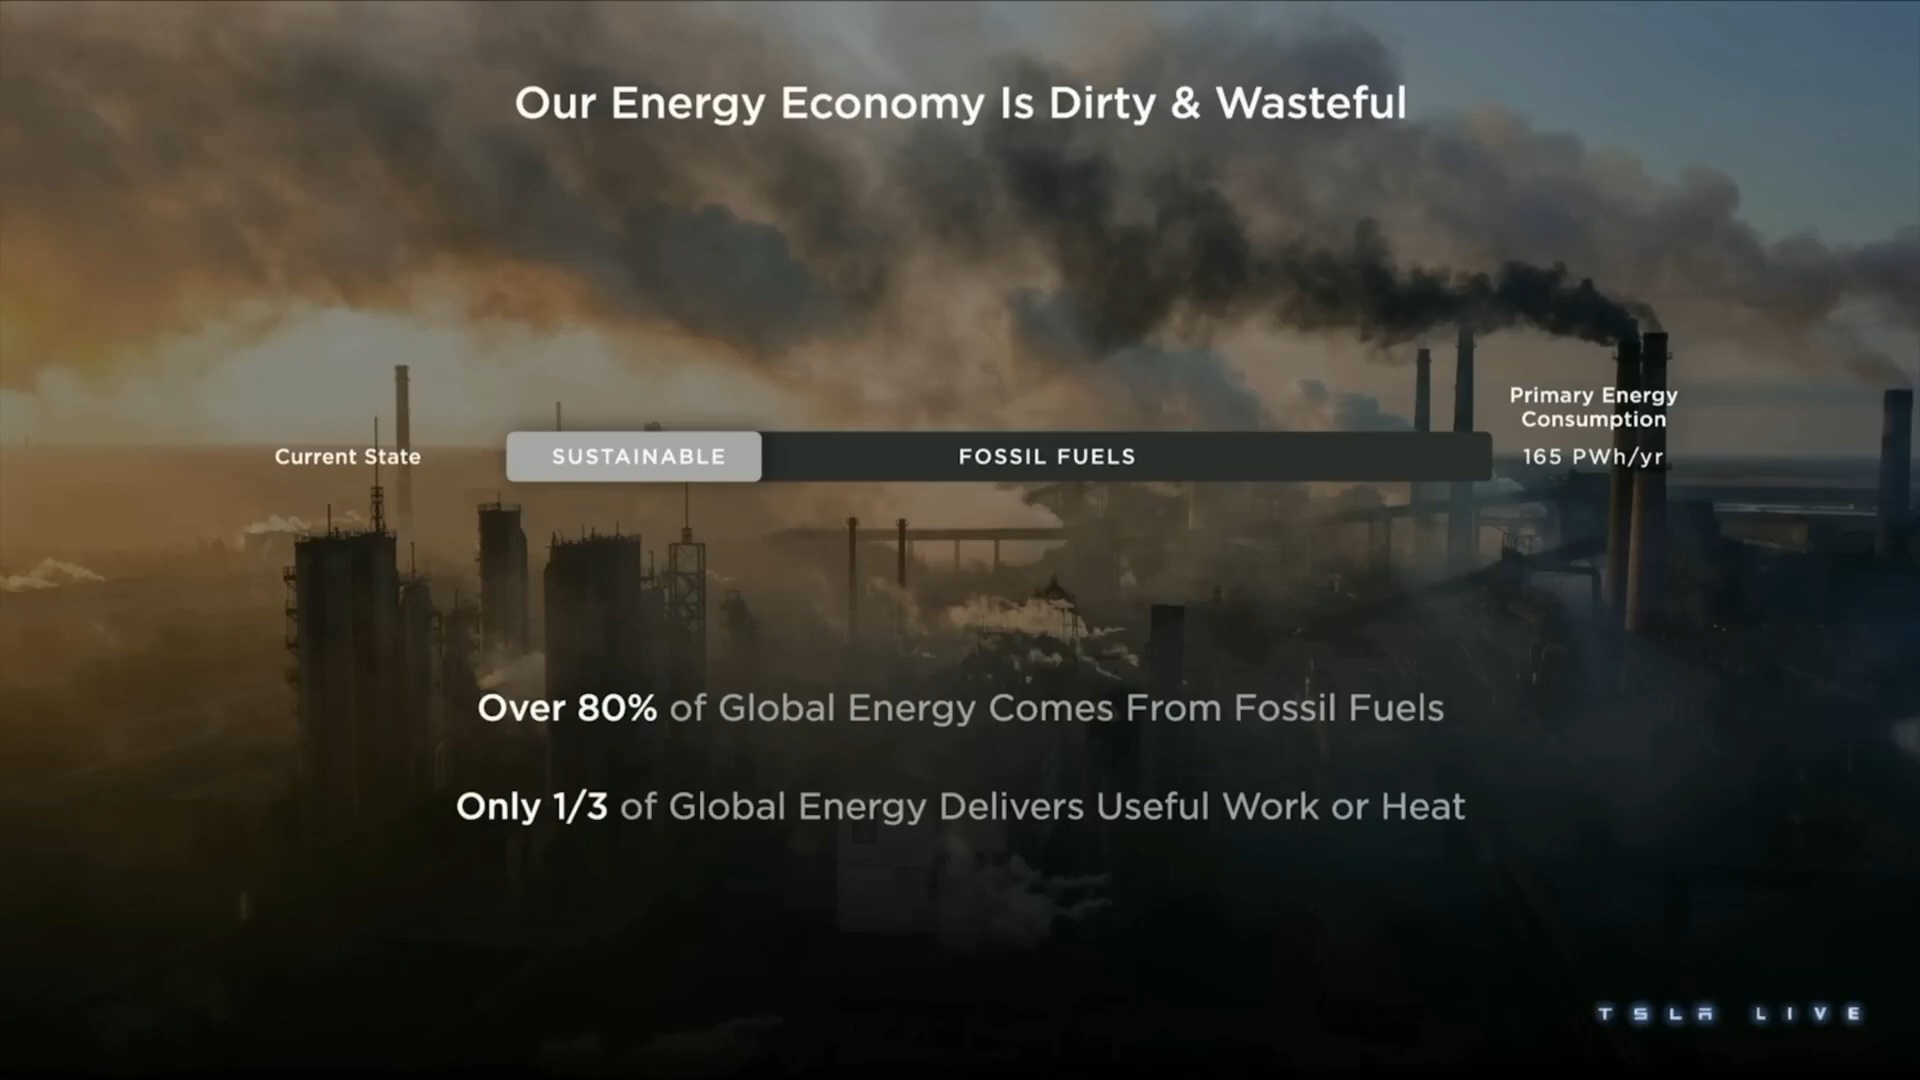 Our Energy Economy Is Dirty & Wasteful
Primary Energy
Consumption
Current State
SUSTAINABLE
FOSSIL FUELS
165 PWh/yr
Over 80% of Global Energy Comes From Fossil Fuels
Only 1/3 of Global Energy Delivers Useful Work or Heat
TSLA LIVE